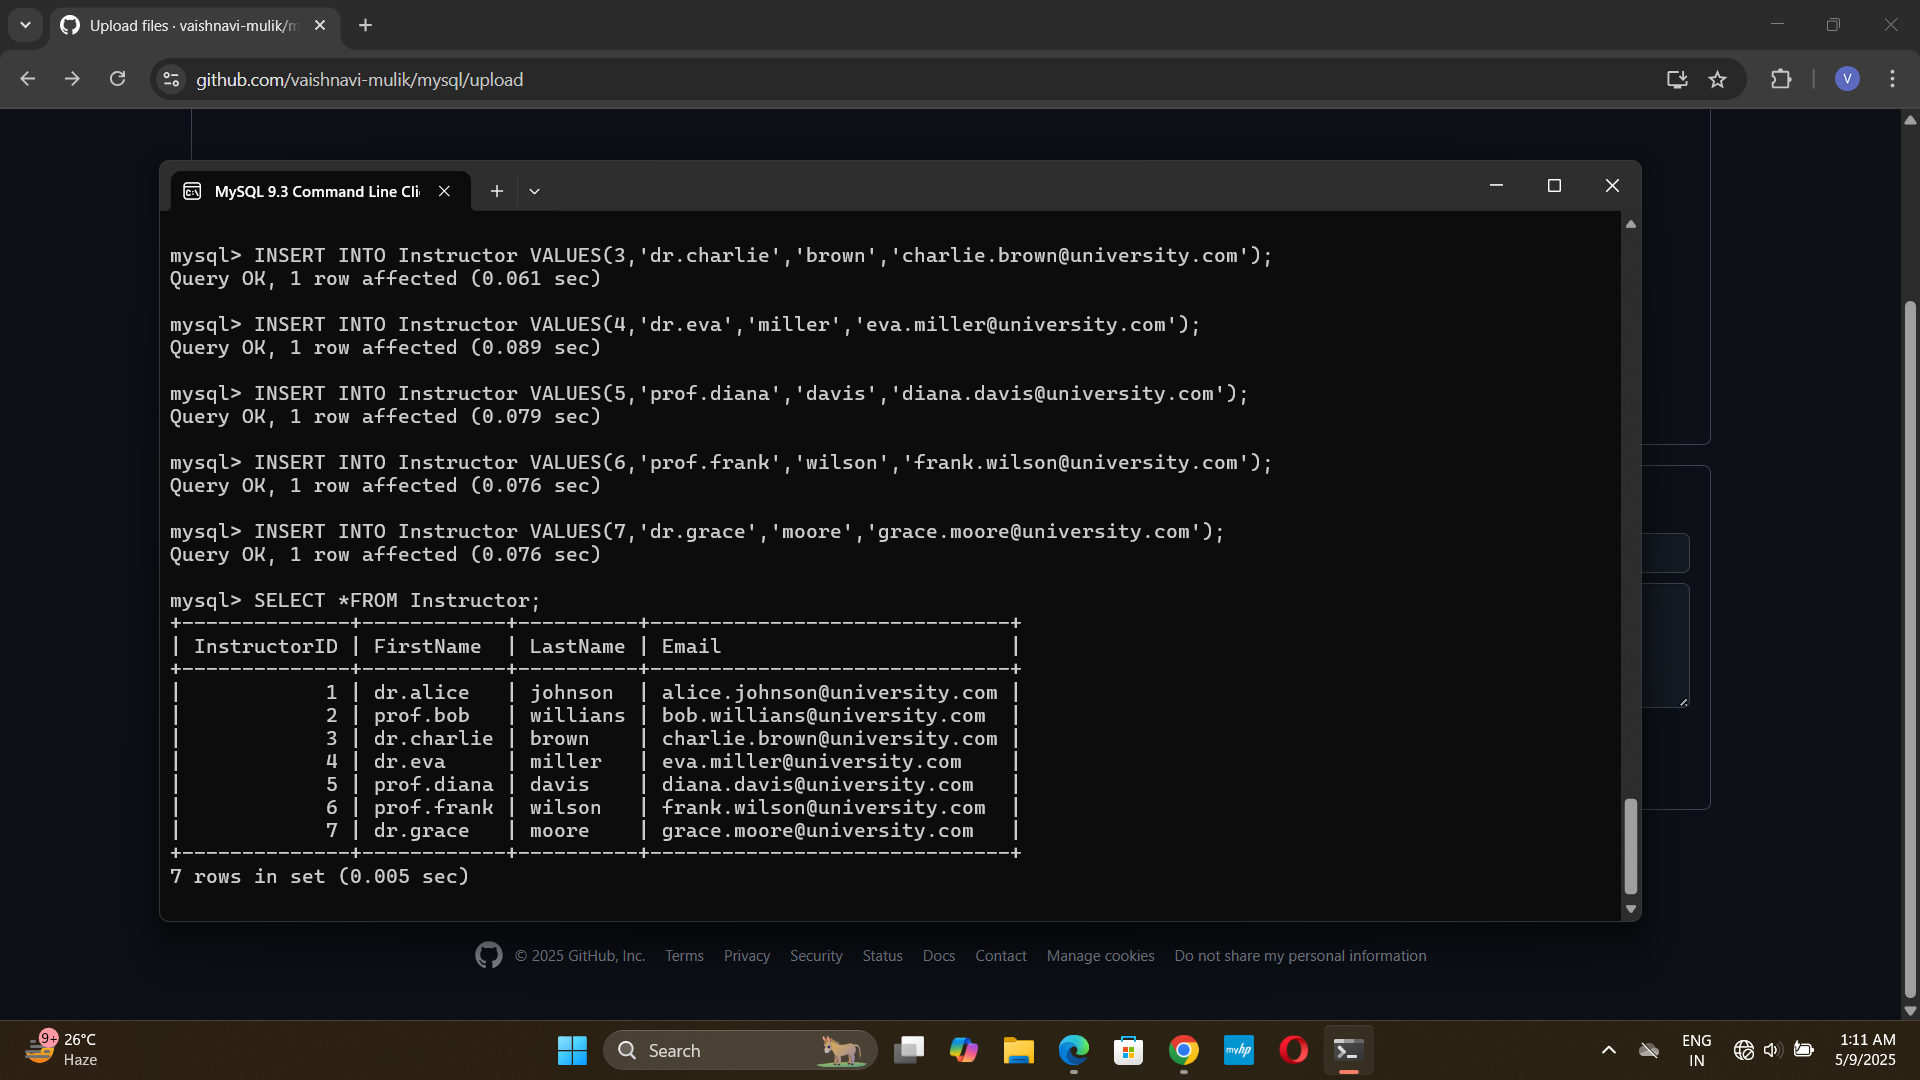 Upload files · vaishnavi-mulik/m
github.com/vaishnavi-mulik/mysql/upload
V
MySQL 9.3 Command Line Cli
mysql> INSERT INTO Instructor VALUES(3,'dr.charlie','brown','charlie.brown@university.com');
Query OK, 1 row affected (0.061 sec)
mysql> INSERT INTO Instructor VALUES(4,'dr.eva','miller','eva.miller@university.com');
Query OK, 1 row affected (0.089 sec)
mysql> INSERT INTO Instructor VALUES(5,'prof.diana','davis','diana.davis@university.com');
Query OK, 1 row affected (0.079 sec)
mysql> INSERT INTO Instructor VALUES(6,'prof.frank','wilson','frank.wilson@university.com');
Query OK, 1 row affected (0.076 sec)
mysql> INSERT INTO Instructor VALUES(7,'dr.grace','moore','grace.moore@university.com');
Query OK, 1 row affected (0.076 sec)
mysql> SELECT *FROM Instructor;
+--------------+------------+----------+------------------------------+
| InstructorID | FirstName  | LastName | Email                        |
+--------------+------------+----------+------------------------------+
|            1 | dr.alice   | johnson  | alice.johnson@university.com |
|            2 | prof.bob   | willians | bob.willians@university.com  |
|            3 | dr.charlie | brown    | charlie.brown@university.com |
|            4 | dr.eva     | miller   | eva.miller@university.com    |
|            5 | prof.diana | davis    | diana.davis@university.com   |
|            6 | prof.frank | wilson   | frank.wilson@university.com  |
|            7 | dr.grace   | moore    | grace.moore@university.com   |
+--------------+------------+----------+------------------------------+
7 rows in set (0.005 sec)
© 2025 GitHub, Inc. Terms Privacy Security Status Docs Contact Manage cookies Do not share my personal information
9+ 26°C
Haze
Search
myhp
ENG
IN
1:11 AM
5/9/2025